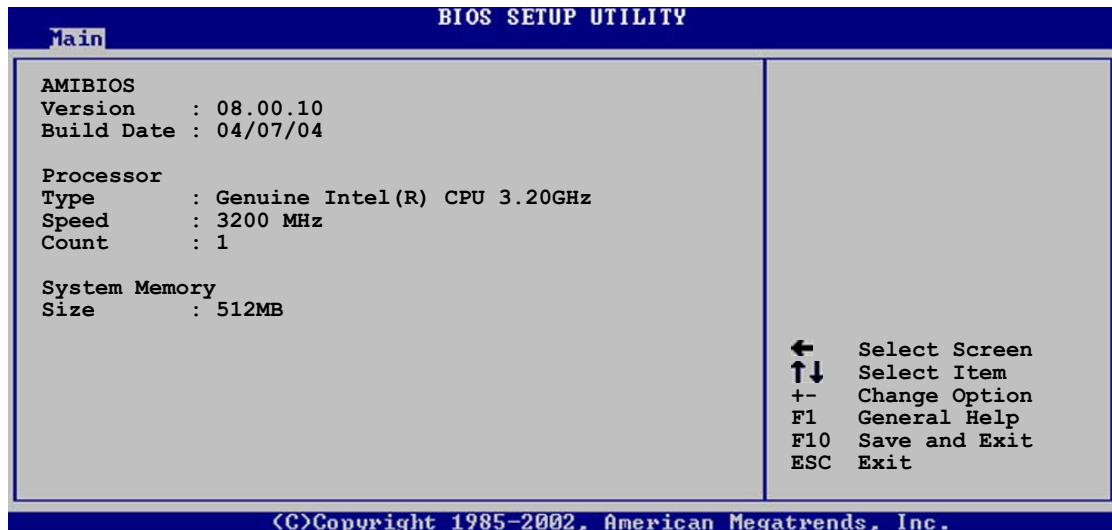 BIOS SETUP UTILITY
Main
AMIBIOS
Version : 08.00.10
Build Date : 04/07/04
Processor
Type : Genuine Intel(R) CPU 3.20GHz
Speed : 3200 MHz
Count : 1
System Memory
Size : 512MB
← Select Screen
↑↓ Select Item
+- Change Option
F1 General Help
F10 Save and Exit
ESC Exit
(C)Copyright 1985-2002, American Megatrends, Inc.